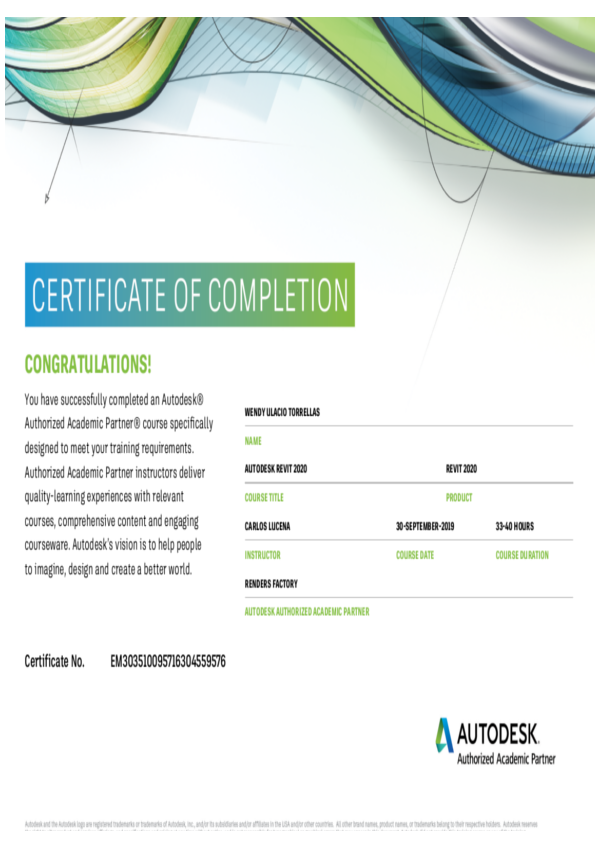 CERTIFICATE OF COMPLETION
CONGRATULATIONS!
You have successfully completed an Autodesk®
Authorized Academic Partner® course specifically
designed to meet your training requirements.
Authorized Academic Partner instructors deliver
quality-learning experiences with relevant
courses, comprehensive content and engaging
courseware. Autodesk's vision is to help people
to imagine, design and create a better world.
WENDY ULACIO TORRELLAS
NAME
AUTODESK REVIT 2020 REVIT 2020
COURSE TITLE PRODUCT
CARLOS LUCENA 30-SEPTEMBER-2019 33-40 HOURS
INSTRUCTOR COURSE DATE COURSE DURATION
RENDERS FACTORY
AUTODESK AUTHORIZED ACADEMIC PARTNER
Certificate No. EM303510095716304559576
AUTODESK.
Authorized Academic Partner
Autodesk and the Autodesk logo are registered trademarks or trademarks of Autodesk, Inc., and/or its subsidiaries and/or affiliates in the USA and/or other countries. All other brand names, product names, or trademarks belong to their respective holders. Autodesk reserves